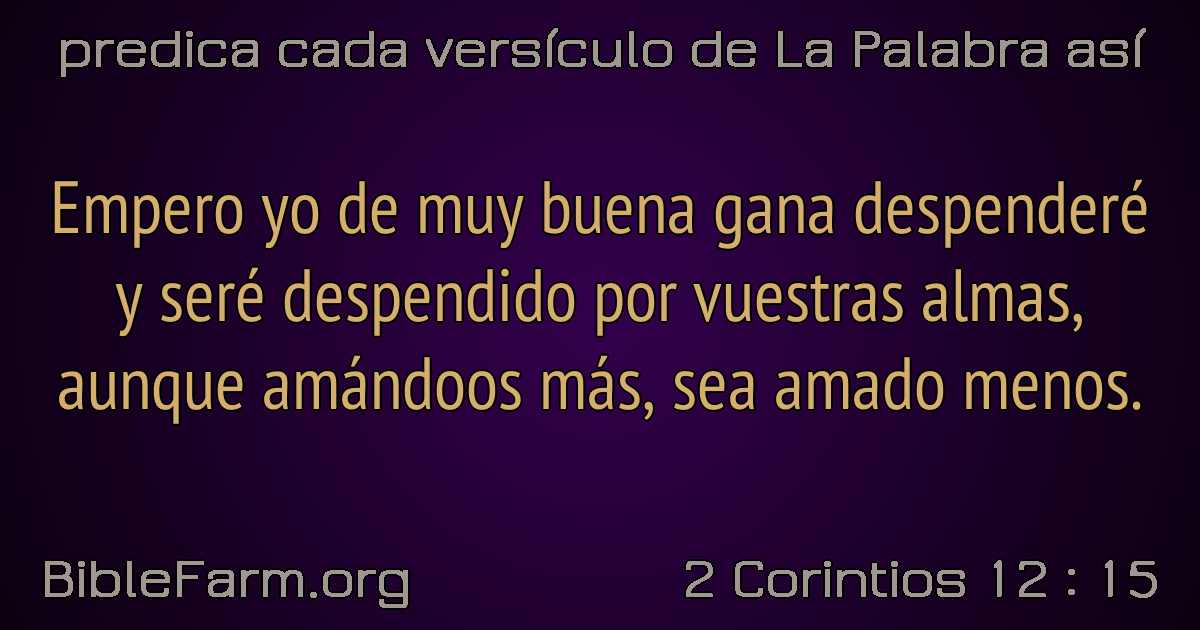 predica cada versículo de La Palabra así
Empero yo de muy buena gana despenderé
y seré despendido por vuestras almas,
aunque amándoos más, sea amado menos.
BibleFarm.org
2 Corintios 12 : 15